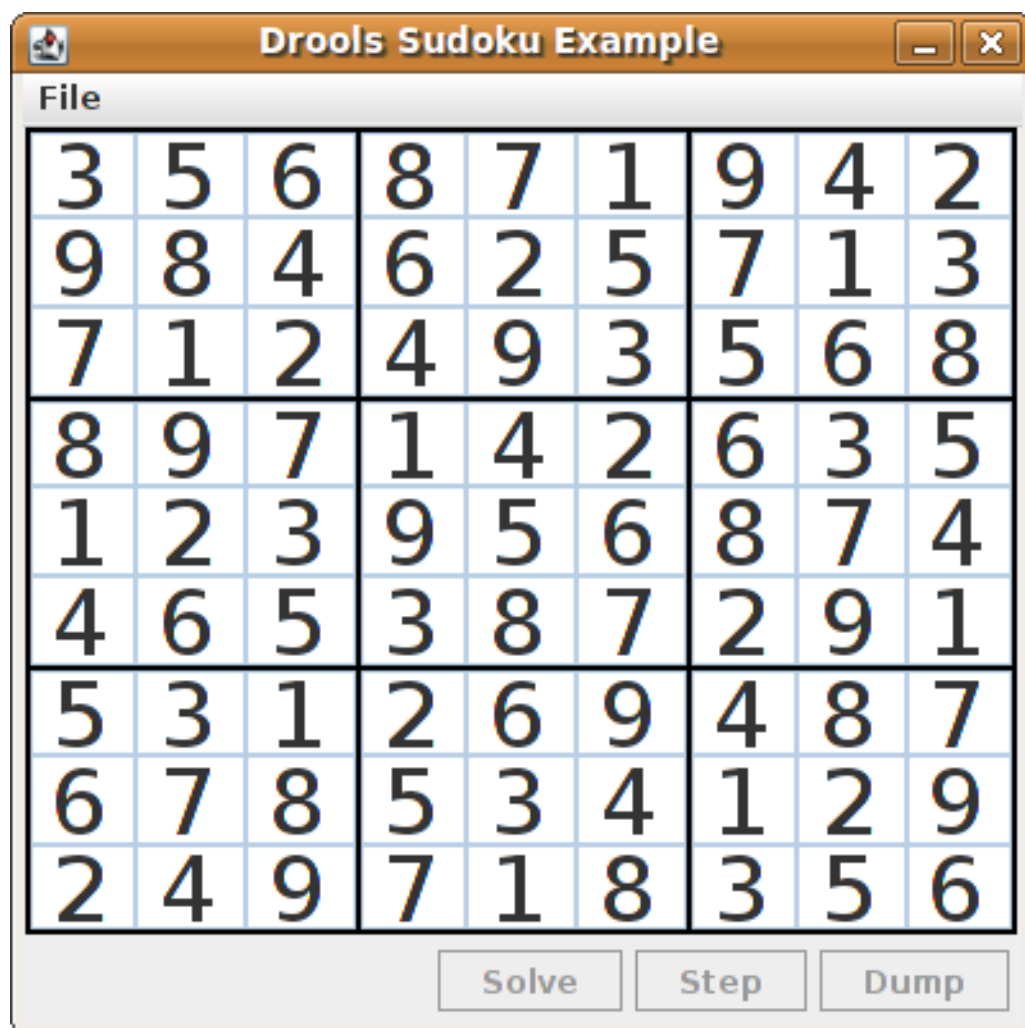 Drools Sudoku Example
File
3 5 6 8 7 1 9 4 2
9 8 4 6 2 5 7 1 3
7 1 2 4 9 3 5 6 8
8 9 7 1 4 2 6 3 5
1 2 3 9 5 6 8 7 4
4 6 5 3 8 7 2 9 1
5 3 1 2 6 9 4 8 7
6 7 8 5 3 4 1 2 9
2 4 9 7 1 8 3 5 6
Solve Step Dump